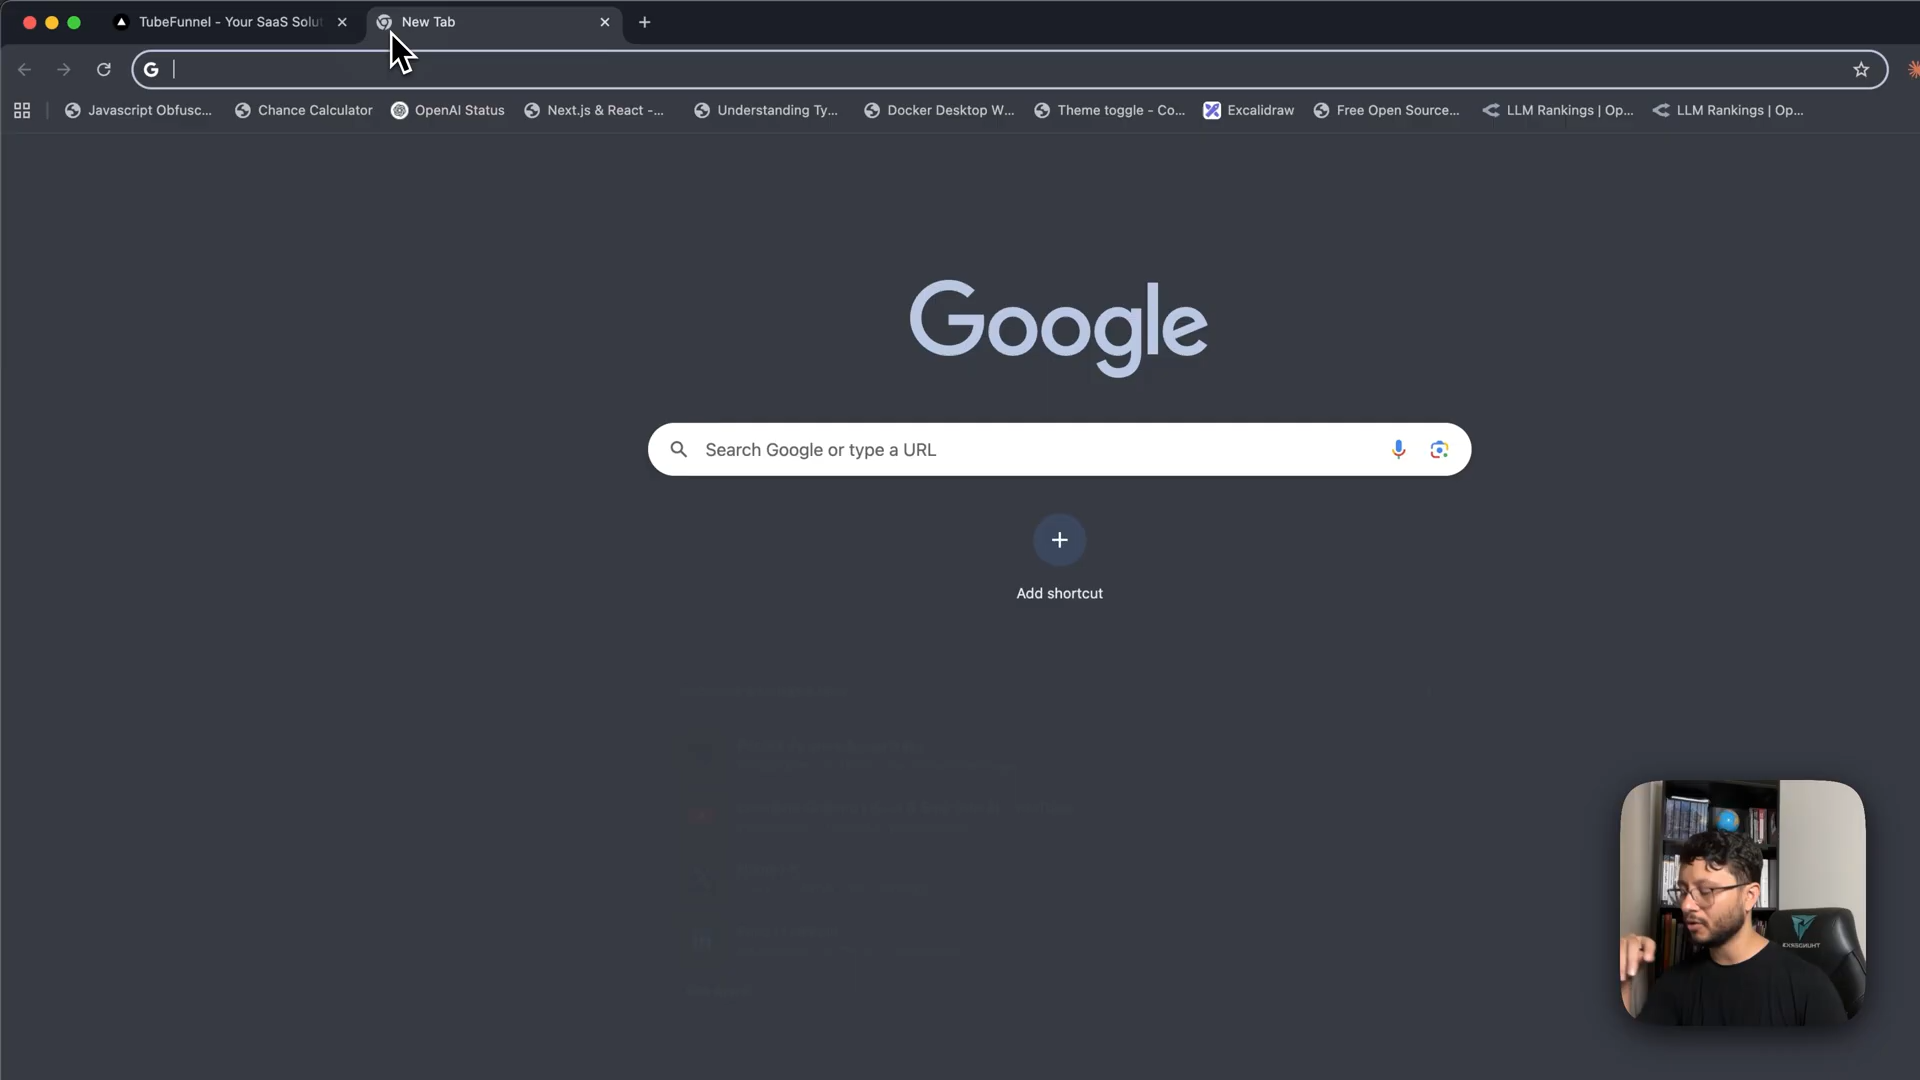 TubeFunnel - Your SaaS Solut
New Tab
Javascript Obfusc...
Chance Calculator
OpenAI Status
Next.js & React -...
Understanding Ty...
Docker Desktop W...
Theme toggle - Co...
Excalidraw
Free Open Source...
LLM Rankings | Op...
LLM Rankings | Op...
Google
Search Google or type a URL
Add shortcut